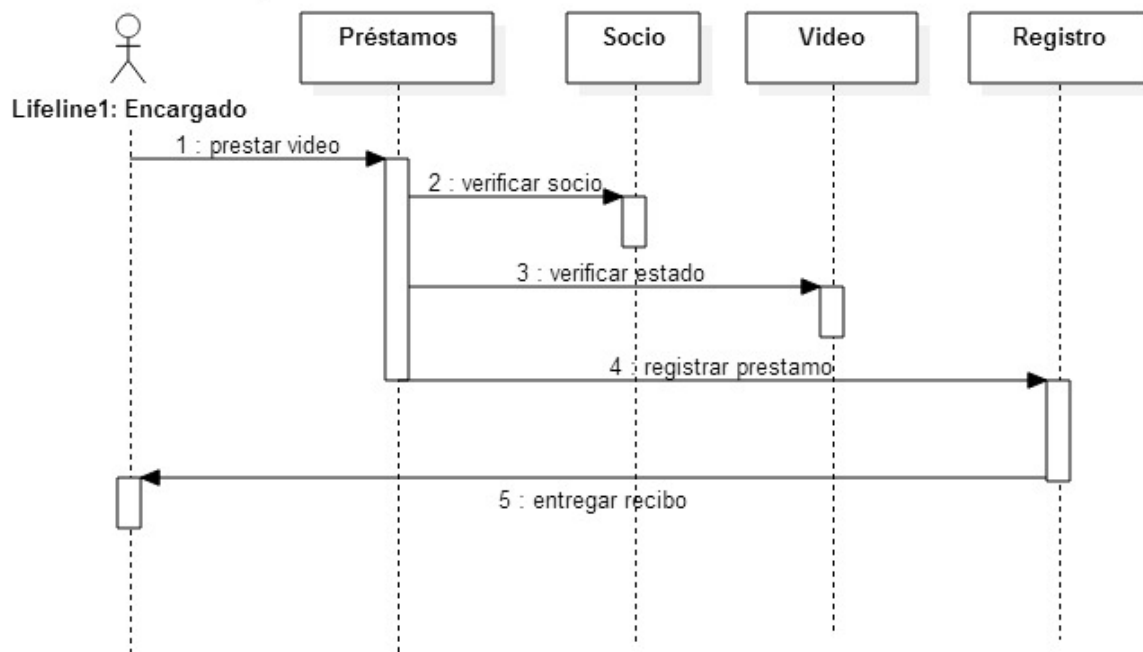 Préstamos
Socio
Video
Registro
Lifeline1: Encargado
1 : prestar video
2 : verificar socio
3 : verificar estado
4 : registrar prestamo
5 : entregar recibo